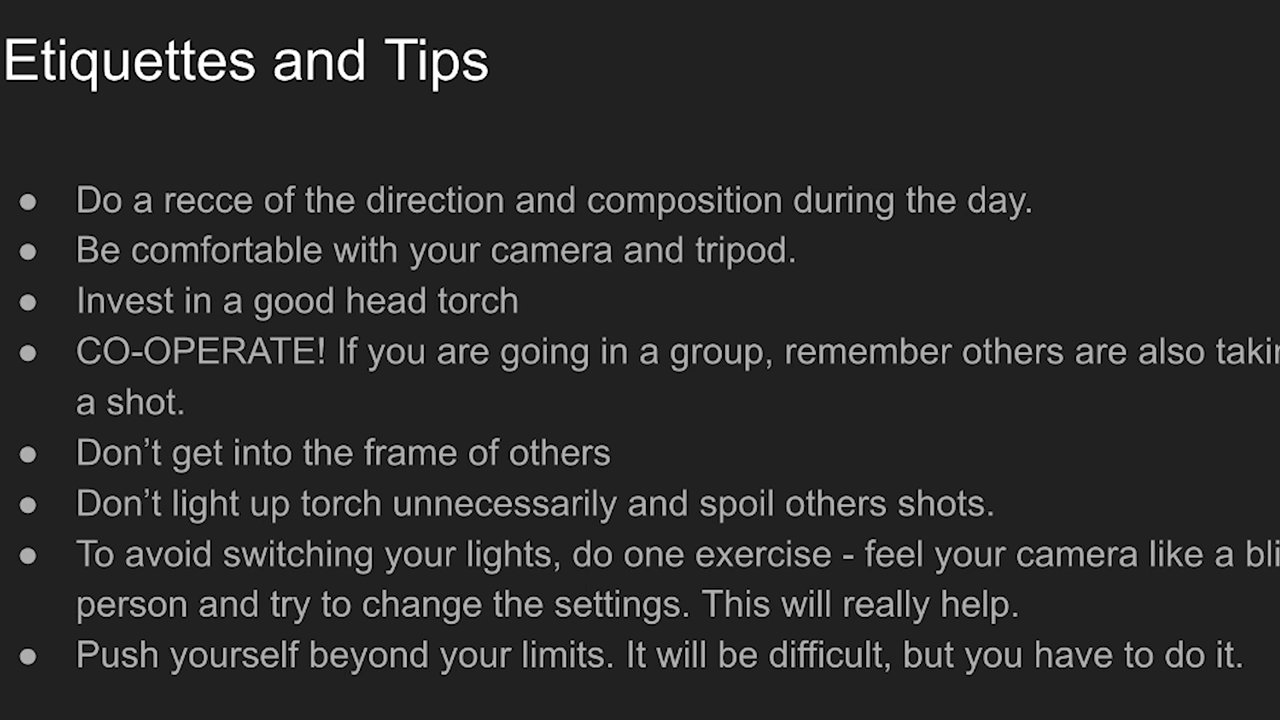 Etiquettes and Tips
● Do a recce of the direction and composition during the day.
● Be comfortable with your camera and tripod.
● Invest in a good head torch
● CO-OPERATE! If you are going in a group, remember others are also
a shot.
● Don’t get into the frame of others
● Don’t light up torch unnecessarily and spoil others shots.
● To avoid switching your lights, do one exercise - feel your camera like a
person and try to change the settings. This will really help.
● Push yourself beyond your limits. It will be difficult, but you have to do it.